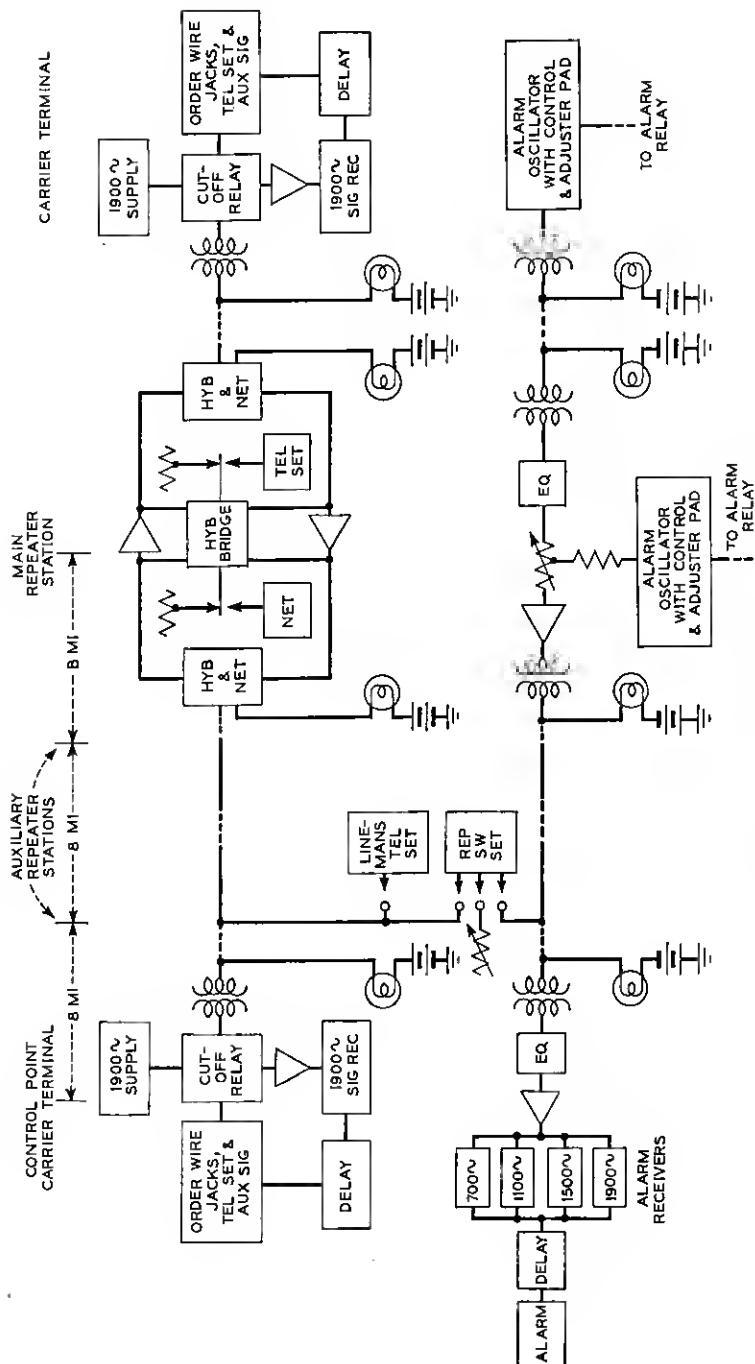 CONTROL POINT
CARRIER TERMINAL
AUXILIARY
REPEATER
STATIONS
MAIN
REPEATER
STATION
CARRIER TERMINAL
8 MI
8 MI
8 MI
1900~
SUPPLY
ORDER WIRE
JACKS,
TEL SET &
AUX SIG
CUT-
OFF
RELAY
DELAY
1900~
SIG REC
HYB
&
NET
NET
HYB
BRIDGE
TEL
SET
HYB
&
NET
1900~
SUPPLY
CUT-
OFF
RELAY
ORDER WIRE
JACKS,
TEL SET &
AUX SIG
1900~
SIG REC
DELAY
LINE-
MANS
TEL
SET
REP
SW
SET
ALARM
DELAY
700~
1100~
1500~
1900~
ALARM
RECEIVERS
EQ
EQ
ALARM
OSCILLATOR
WITH CONTROL
& ADJUSTER PAD
TO ALARM
RELAY
ALARM
OSCILLATOR
WITH CONTROL
& ADJUSTER PAD
TO ALARM
RELAY